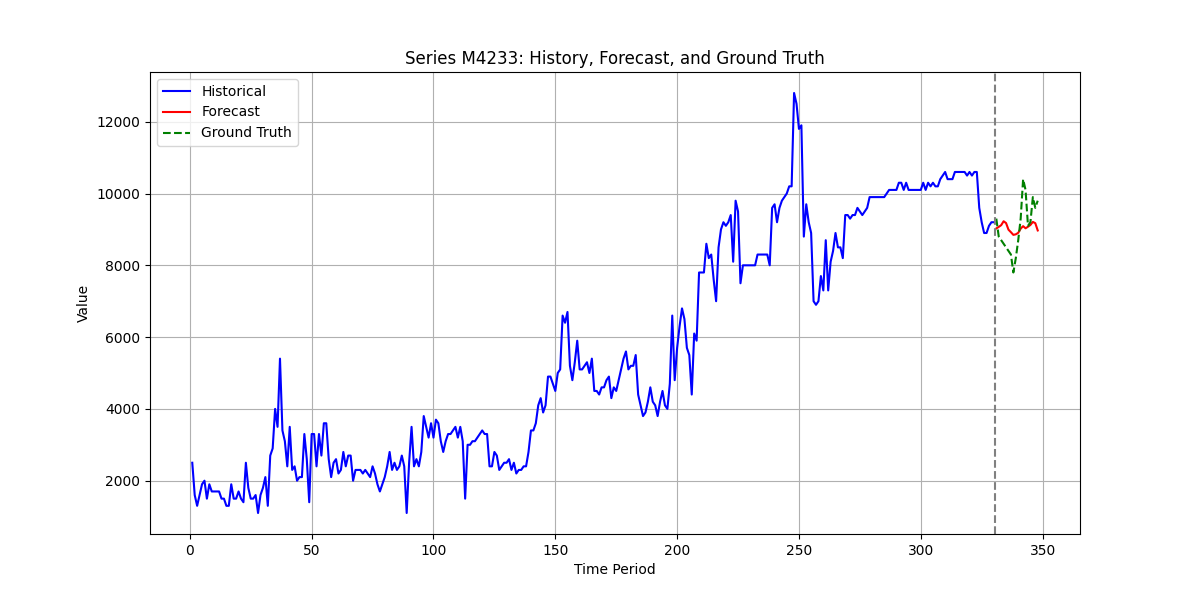 Series M4233: History, Forecast, and Ground Truth
Historical
Forecast
Ground Truth
12000
10000
8000
6000
4000
2000
Value
0 50 100 150 200 250 300 350
Time Period